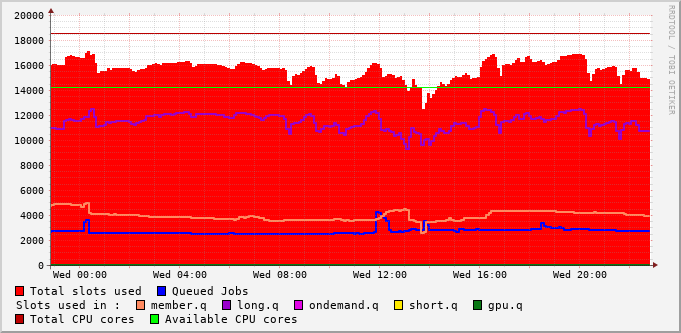 20000
18000
16000
14000
12000
10000
8000
6000
4000
2000
0
Wed 00:00 Wed 04:00 Wed 08:00 Wed 12:00 Wed 16:00 Wed 20:00
Total slots used Queued Jobs
Slots used in : member.q long.q ondemand.q short.q gpu.q
Total CPU cores Available CPU cores
RRDTOOL / TOBI OETIKER